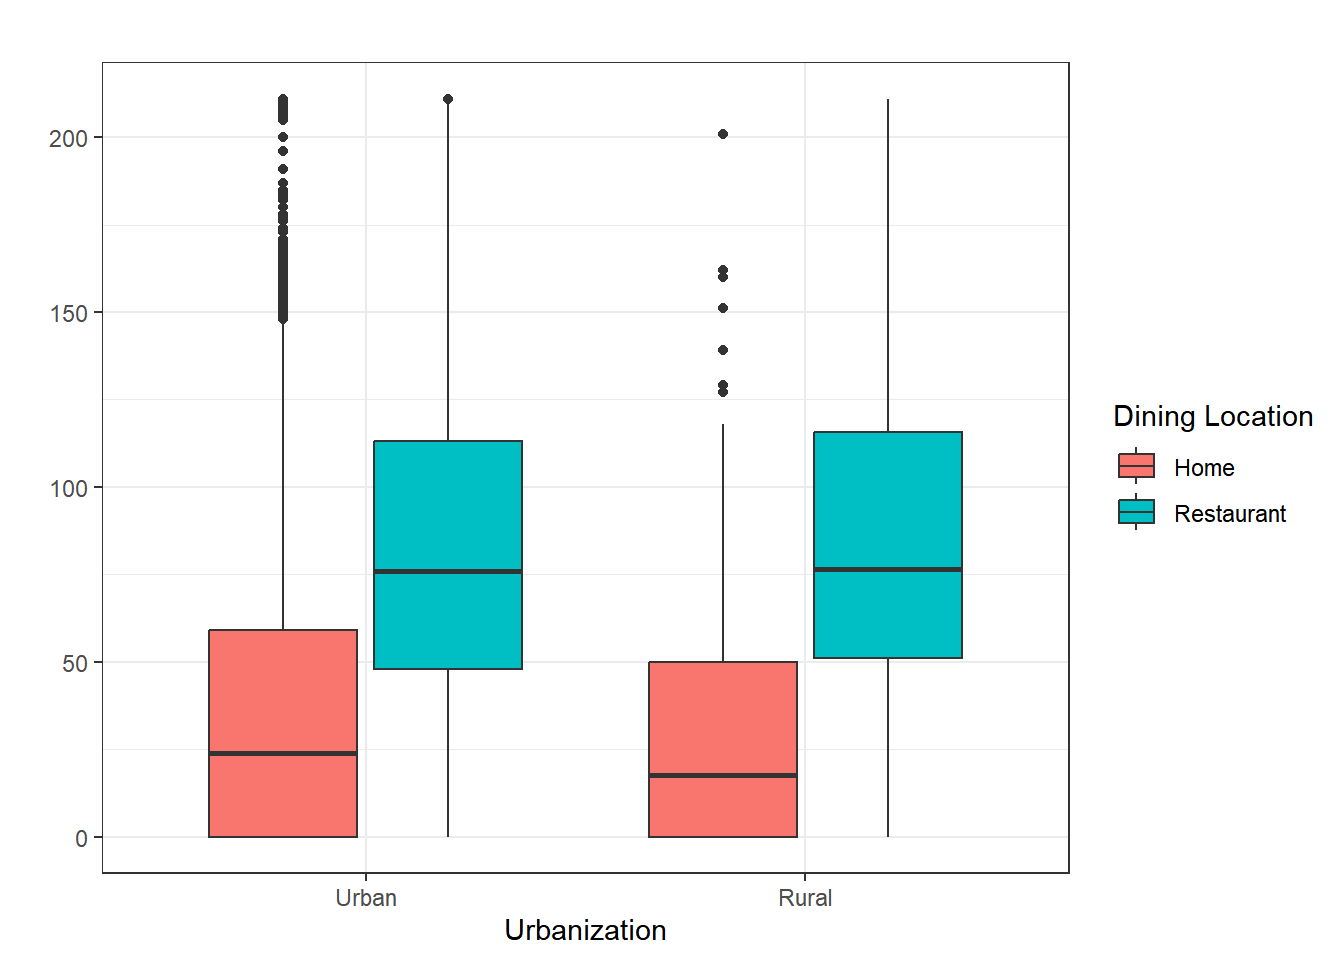 200
150
100
50
0
Urban
Rural
Urbanization
Dining Location
Home
Restaurant